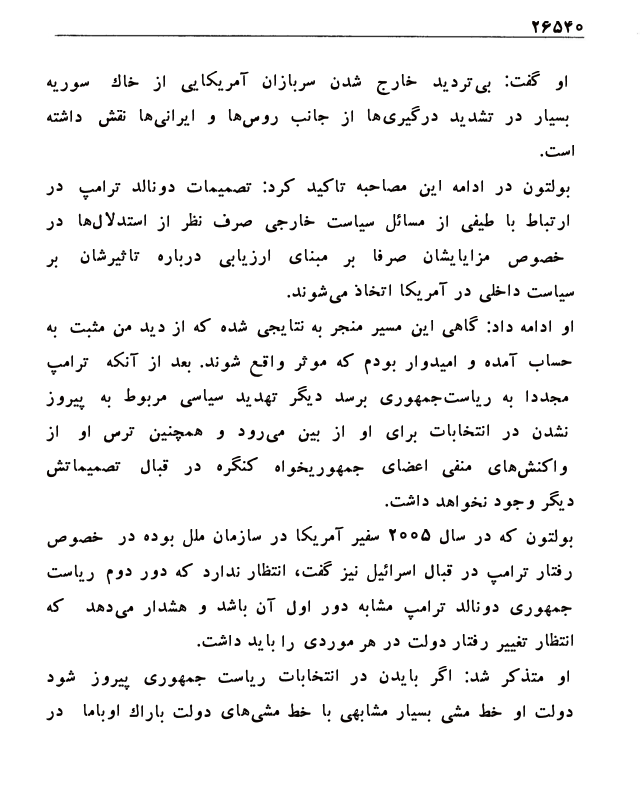 ۲۶۵۴۰
او گفت: بی‌تردید خارج شدن سربازان آمریکایی از خاك سوریه
بسیار در تشدید درگیری‌ها از جانب روس‌ها و ایرانی‌ها نقش داشته
است.
بولتون در ادامه این مصاحبه تاکید کرد: تصمیمات دونالد ترامپ در
ارتباط با طیفی از مسائل سیاست خارجی صرف نظر از استدلال‌ها در
خصوص مزایایشان صرفا بر مبنای ارزیابی درباره تاثیرشان بر
سیاست داخلی در آمریکا اتخاذ می‌شوند.
او ادامه داد: گاهی این مسیر منجر به نتایجی شده که از دید من مثبت به
حساب آمده و امیدوار بودم که موثر واقع شوند. بعد از آنکه ترامپ
مجددا به ریاست‌جمهوری برسد دیگر تهدید سیاسی مربوط به پیروز
نشدن در انتخابات برای او از بین می‌رود و همچنین ترس او از
واکنش‌های منفی اعضای جمهوریخواه کنگره در قبال تصمیماتش
دیگر وجود نخواهد داشت.
بولتون که در سال ۲۰۰۵ سفیر آمریکا در سازمان ملل بوده در خصوص
رفتار ترامپ در قبال اسرائیل نیز گفت، انتظار ندارد که دور دوم ریاست
جمهوری دونالد ترامپ مشابه دور اول آن باشد و هشدار می‌دهد که
انتظار تغییر رفتار دولت در هر موردی را باید داشت.
او متذکر شد: اگر بایدن در انتخابات ریاست جمهوری پیروز شود
دولت او خط مشی بسیار مشابهی با خط مشی‌های دولت باراك اوباما در